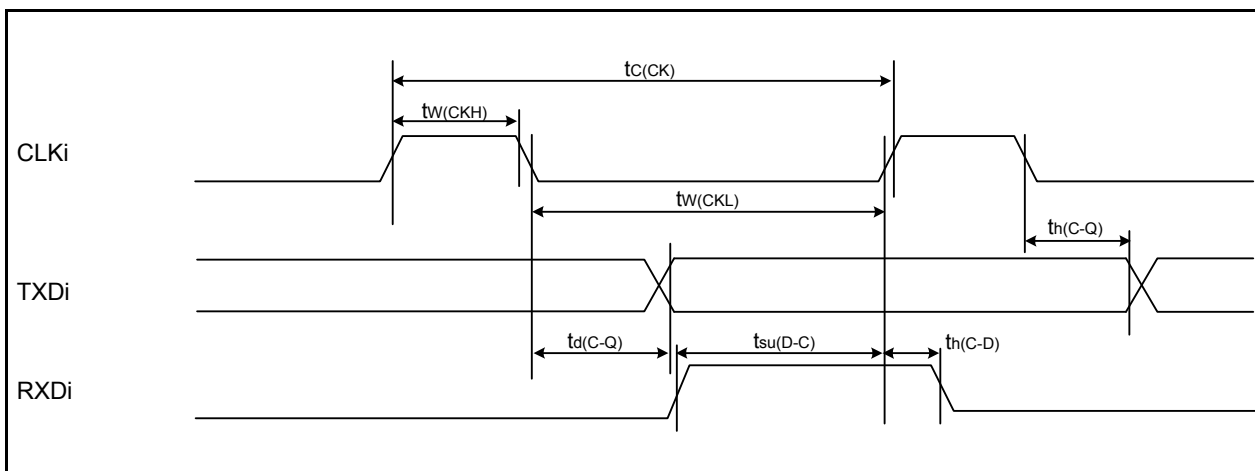 tC(CK)
tW(CKH)
CLKi
tW(CKL)
th(C-Q)
TXDi
td(C-Q)
tsu(D-C)
th(C-D)
RXDi